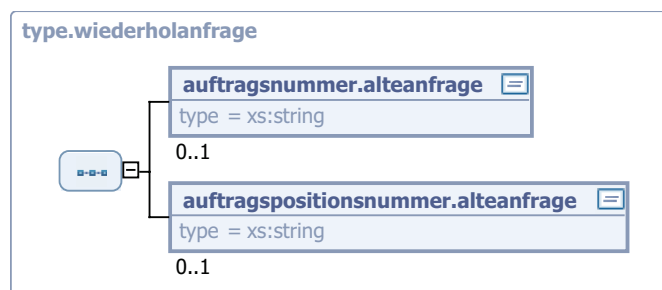 type.wiederholanfrage
auftragsnummer.alteanfrage
type = xs:string
0..1
auftragspositionsnummer.alteanfrage
type = xs:string
0..1